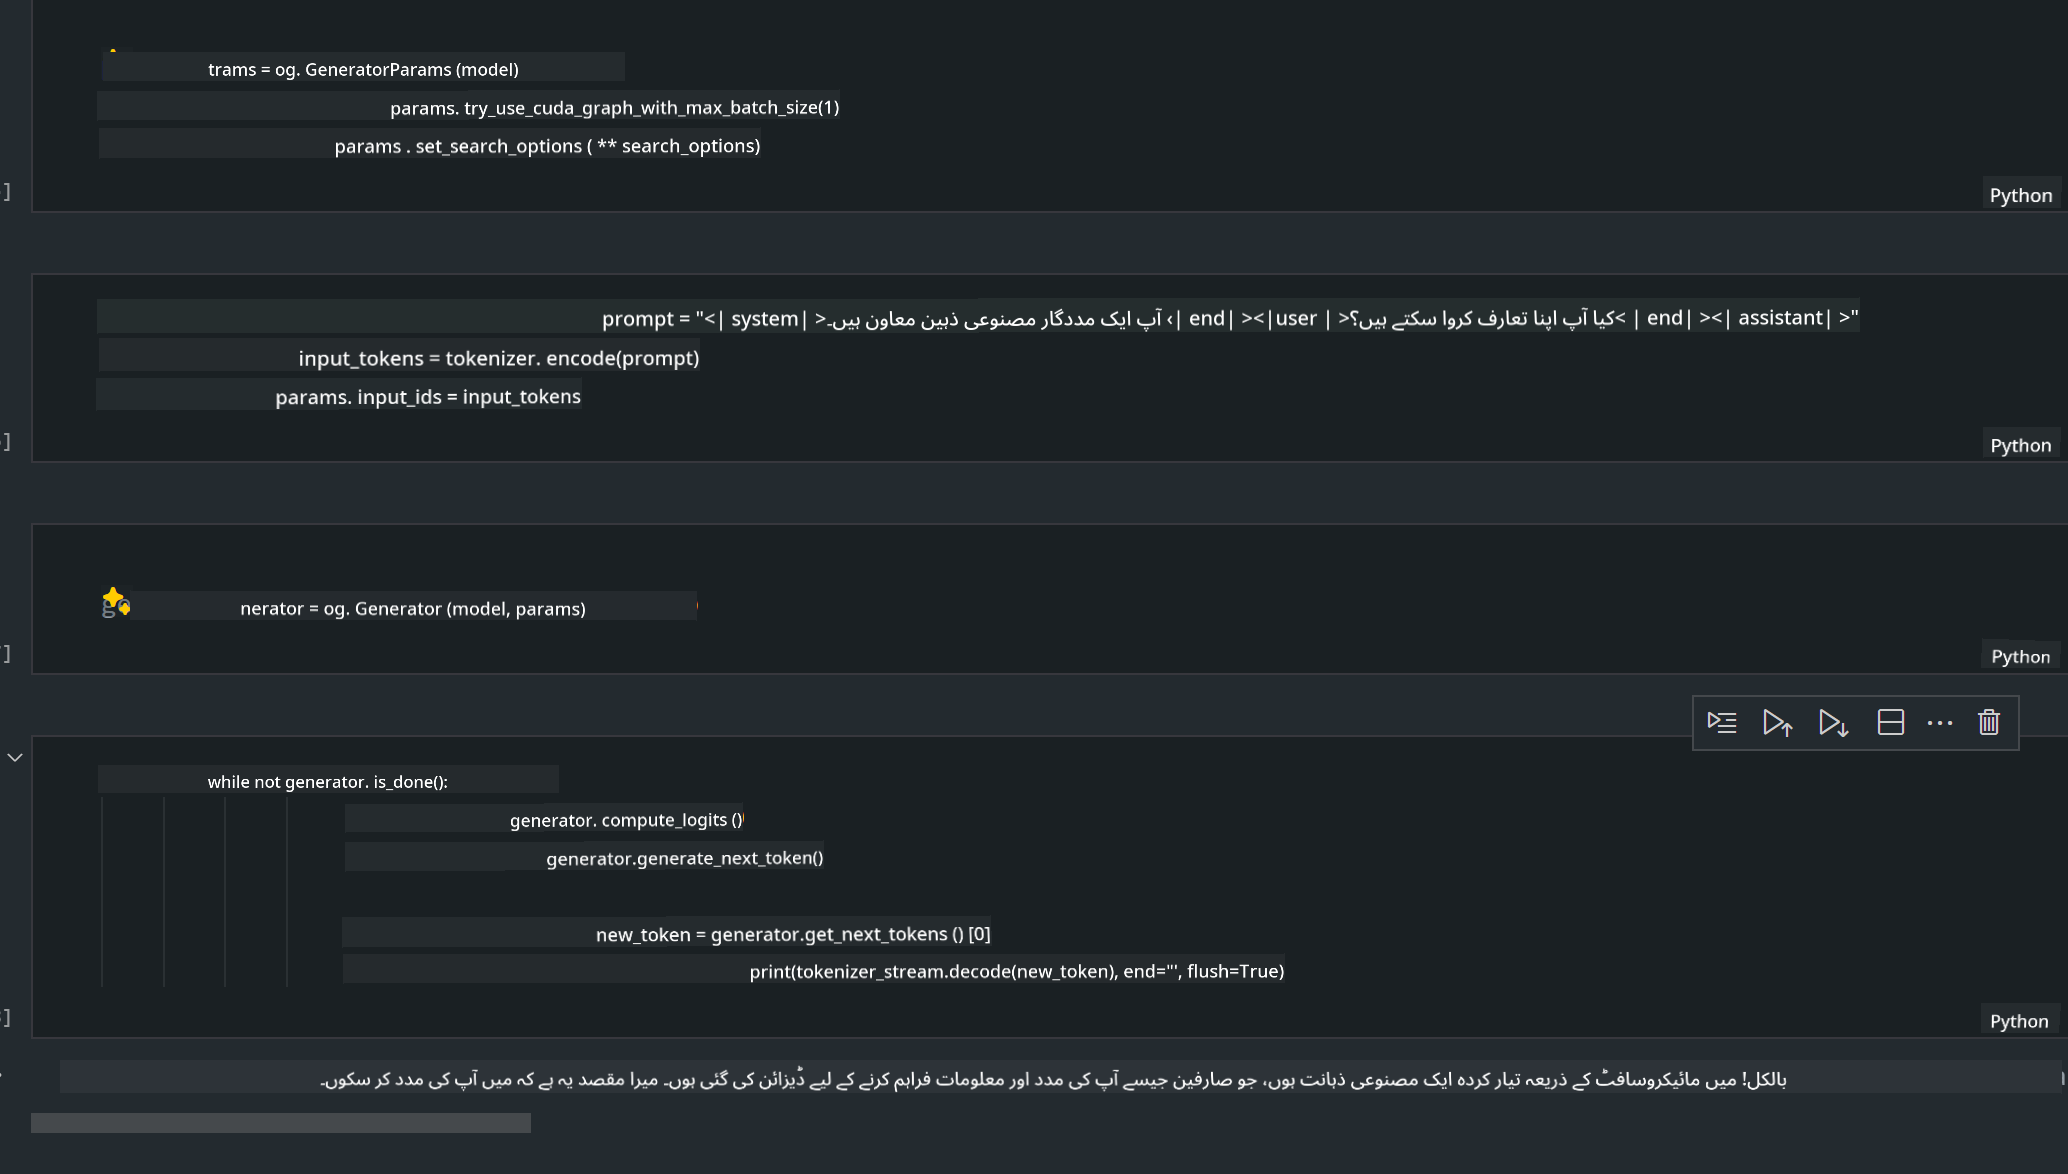 trams = og. GeneratorParams (model)
params. try_use_cuda_graph_with_max_batch_size(1)
params . set_search_options ( ** search_options)
]
Python
prompt = "<| system| >آپ ایک مددگار مصنوعی ذہین معاون ہیں۔‹| end| ><|user | >کیا آپ اپنا تعارف کروا سکتے ہیں؟< | end| ><| assistant| >"
input_tokens = tokenizer. encode(prompt)
params. input_ids = input_tokens
]
Python
nerator = og. Generator (model, params)
]
Python
while not generator. is_done():
generator. compute_logits ()
generator.generate_next_token()
new_token = generator.get_next_tokens () [0]
print(tokenizer_stream.decode(new_token), end="', flush=True)
]
Python
بالکل! میں مائیکروسافٹ کے ذریعہ تیار کردہ ایک مصنوعی ذہانت ہوں، جو صارفین جیسے آپ کی مدد اور معلومات فراہم کرنے کے لیے ڈیزائن کی گئی ہوں۔ میرا مقصد یہ ہے کہ میں آپ کی مدد کر سکوں۔